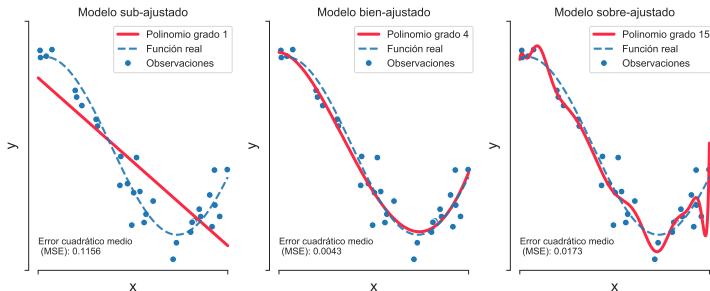 Modelo sub-ajustado
Polinomio grado 1
Función real
Observaciones
y
Error cuadrático medio
(MSE): 0.1156
x
Modelo bien-ajustado
Polinomio grado 4
Función real
Observaciones
y
Error cuadrático medio
(MSE): 0.0043
x
Modelo sobre-ajustado
Polinomio grado 15
Función real
Observaciones
y
Error cuadrático medio
(MSE): 0.0173
x